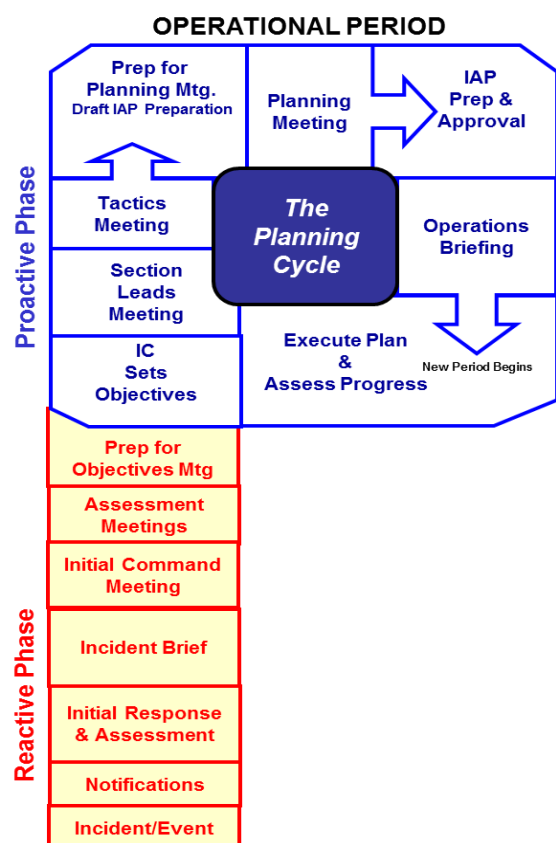 OPERATIONAL PERIOD
Prep for
Planning Mtg.
Draft IAP Preparation
Planning
Meeting
IAP
Prep &
Approval
Tactics
Meeting
The
Planning
Cycle
Operations
Briefing
Section
Leads
Meeting
IC
Sets
Objectives
Execute Plan
&
Assess Progress
New Period Begins
Proactive Phase
Prep for
Objectives Mtg
Assessment
Meetings
Initial Command
Meeting
Incident Brief
Initial Response
& Assessment
Notifications
Incident/Event
Reactive Phase